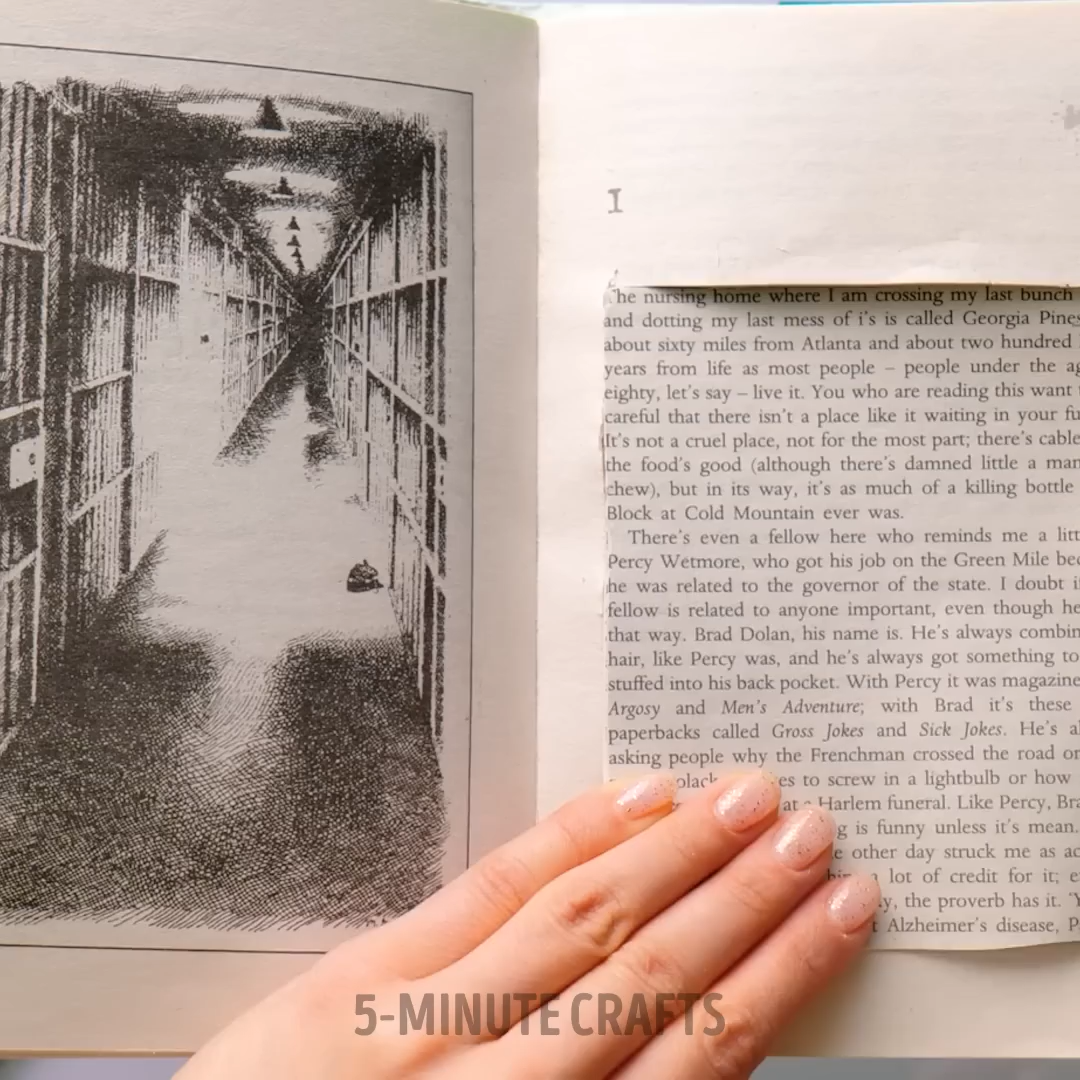 1
The nursing home where I am crossing my last bunch
and dotting my last mess of i's is called Georgia Pines
about sixty miles from Atlanta and about two hundred
years from life as most people – people under the ag
eighty, let's say – live it. You who are reading this want
careful that there isn't a place like it waiting in your fu
It's not a cruel place, not for the most part; there's cable
the food's good (although there's damned little a man
chew), but in its way, it's as much of a killing bottle
Block at Cold Mountain ever was.
There's even a fellow here who reminds me a litt
Percy Wetmore, who got his job on the Green Mile bec
he was related to the governor of the state. I doubt i
fellow is related to anyone important, even though he
that way. Brad Dolan, his name is. He's always combin
hair, like Percy was, and he's always got something to
stuffed into his back pocket. With Percy it was magazine
Argosy and Men's Adventure; with Brad it's these
paperbacks called Gross Jokes and Sick Jokes. He's al
asking people why the Frenchman crossed the road or
olack es to screw in a lightbulb or how
at a Harlem funeral. Like Percy, Bra
g is funny unless it's mean.
e other day struck me as ac
a lot of credit for it; e
y, the proverb has it. 'Y
t Alzheimer's disease, P
5-MINUTE CRAFTS